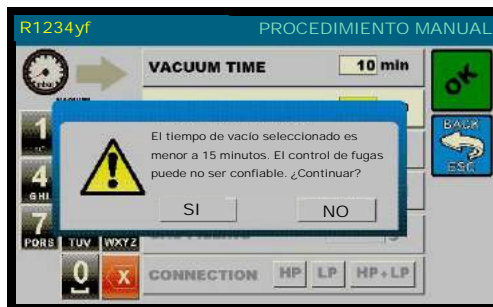 R1234yf PROCEDIMIENTO MANUAL
VACUUM TIME 10 min
OK
El tiempo de vacío seleccionado es
menor a 15 minutos. El control de fugas
puede no ser confiable. ¿Continuar?
SI NO
BACK
ESC
1
4
GHI
7
PQRS TUV WXYZ
0 X
CONNECTION HP LP HP+LP